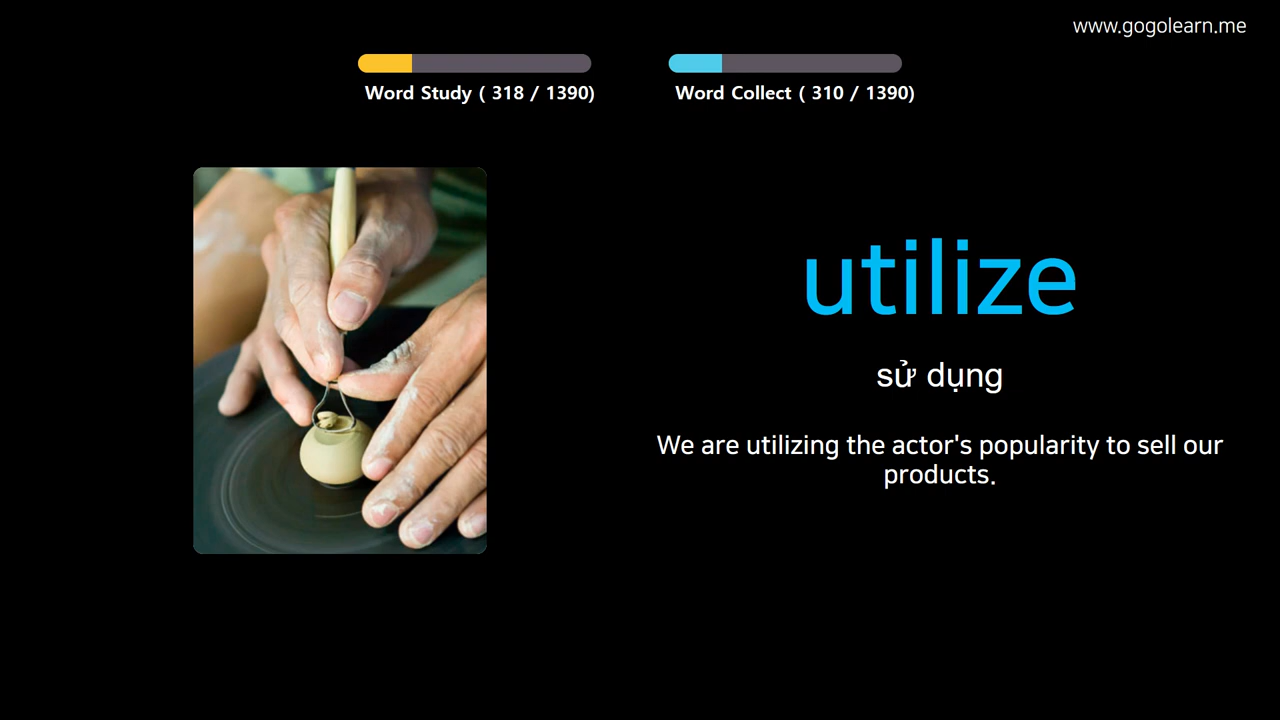 www.gogolearn.me
Word Study ( 318 / 1390)
Word Collect ( 310 / 1390)
utilize
sử dụng
We are utilizing the actor's popularity to sell our
products.